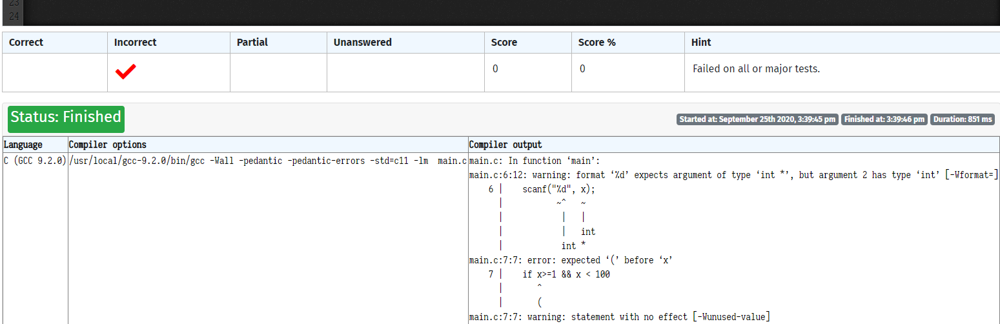 23
24
Correct Incorrect Partial Unanswered Score Score % Hint
0 0 Failed on all or major tests.
Status: Finished Started at: September 25th 2020, 3:39:45 pm Finished at: 3:39:46 pm Duration: 851 ms
Language Compiler options Compiler output
C (GCC 9.2.0) /usr/local/gcc-9.2.0/bin/gcc -Wall -pedantic -pedantic-errors -std=c11 -lm main.c main.c: In function ‘main’:
main.c:6:12: warning: format ‘%d’ expects argument of type ‘int *’, but argument 2 has type ‘int’ [-Wformat=]
6 | scanf("%d", x);
| ~^ ~
| | |
| | int
| int *
main.c:7:7: error: expected ‘(’ before ‘x’
7 | if x>=1 && x < 100
| ^
| (
main.c:7:7: warning: statement with no effect [-Wunused-value]